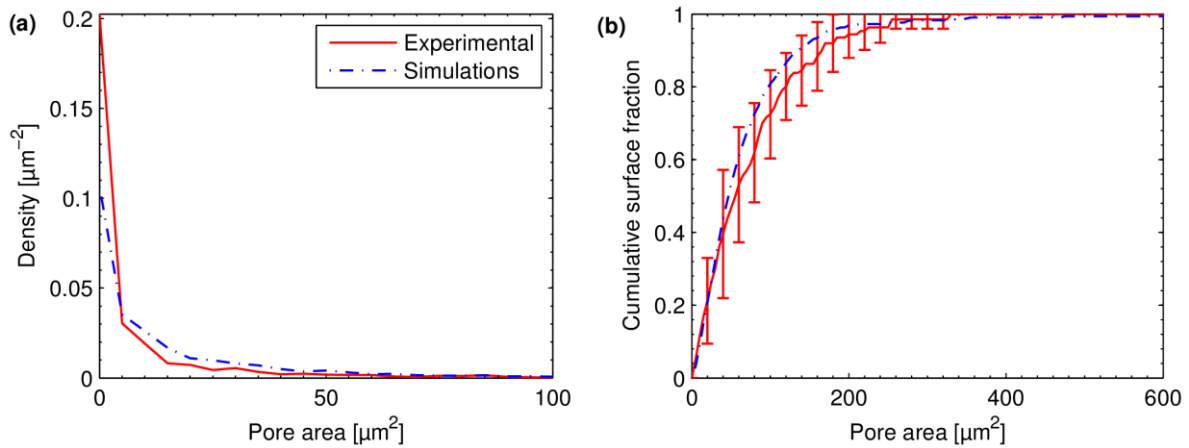 (a)
0.2
0.15
0.1
0.05
0
Density [µm⁻²]
0
50
100
Pore area [µm²]
Experimental
Simulations
(b)
1
0.8
0.6
0.4
0.2
0
Cumulative surface fraction
0
200
400
600
Pore area [µm²]